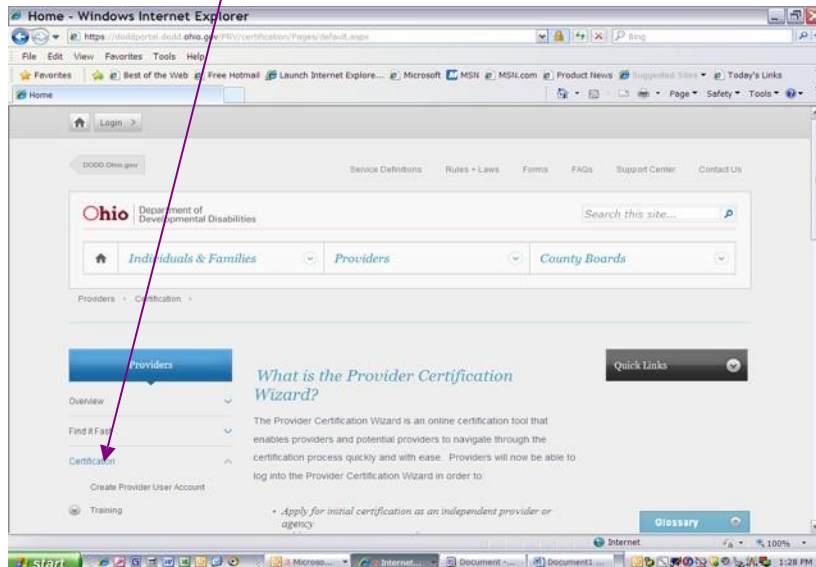 Home - Windows Internet Explorer
https://doddportal.dodd.ohio.gov/PRV/certification/Pages/default.aspx
Bing
File Edit View Favorites Tools Help
Favorites Best of the Web Free Hotmail Launch Internet Explore... Microsoft MSN MSN.com Product News Suggested Sites Today's Links
Home Page Safety Tools
Login >
DODD.Ohio.gov Service Definitions Rules + Laws Forms FAQs Support Center Contact Us
Ohio Department of
Developmental Disabilities
Search this site...
Individuals & Families Providers County Boards
Providers › Certification ›
Providers
Quick Links
What is the Provider Certification
Wizard?
Overview
The Provider Certification Wizard is an online certification tool that
Find it Fast
enables providers and potential providers to navigate through the
certification process quickly and with ease. Providers will now be able to
Certification
log into the Provider Certification Wizard in order to
Create Provider User Account
Training
• Apply for initial certification as an independent provider or
agency
Glossary
Internet 100%
start 3 Microso... 2 Internet... Document -... Document1 ... 1:28 PM